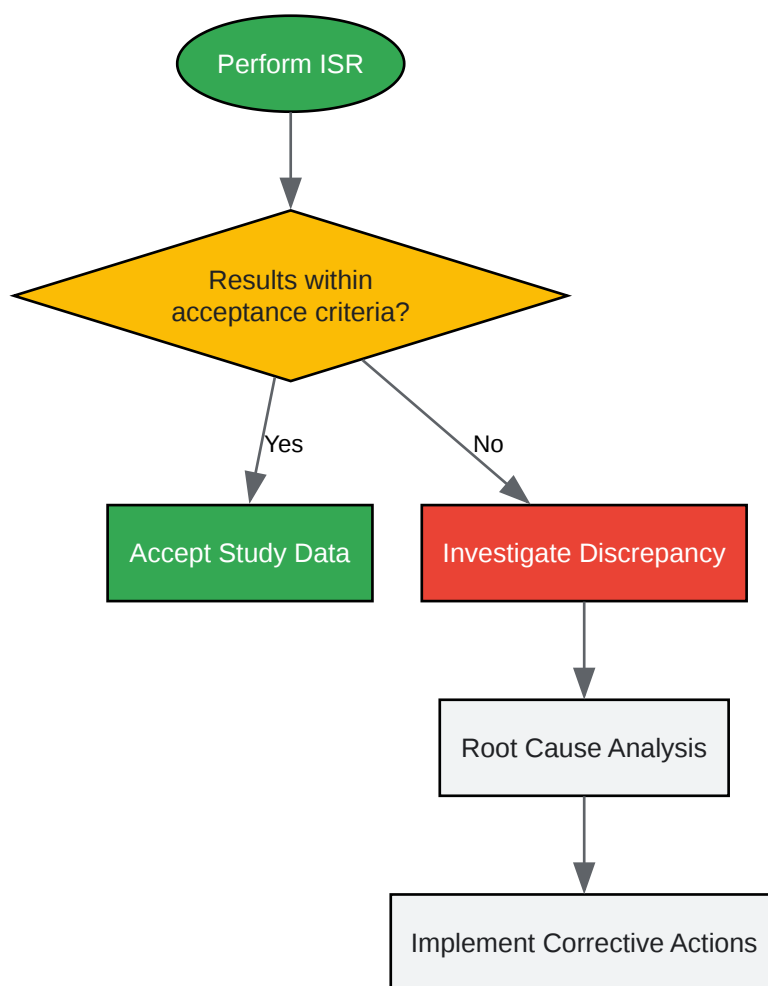 Perform ISR
Results within
acceptance criteria?
Yes
No
Accept Study Data
Investigate Discrepancy
Root Cause Analysis
Implement Corrective Actions